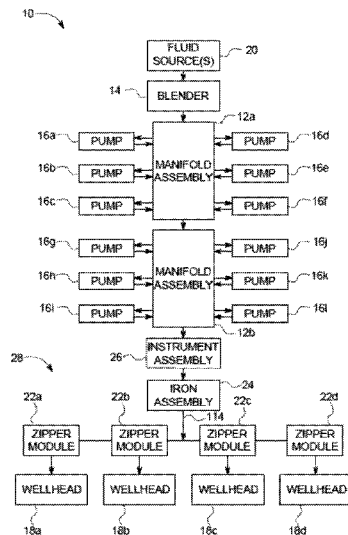 10
FLUID
SOURCE(S)
20
14
BLENDER
12a
16a
PUMP
PUMP
16d
16b
PUMP
MANIFOLD
ASSEMBLY
PUMP
16e
16c
PUMP
PUMP
16f
16g
PUMP
PUMP
16j
16h
PUMP
MANIFOLD
ASSEMBLY
PUMP
16k
16i
PUMP
PUMP
16l
12b
28
26
INSTRUMENT
ASSEMBLY
IRON
ASSEMBLY
24
114
22a
22b
22c
22d
ZIPPER
MODULE
ZIPPER
MODULE
ZIPPER
MODULE
ZIPPER
MODULE
WELLHEAD
WELLHEAD
WELLHEAD
WELLHEAD
18a
18b
18c
18d